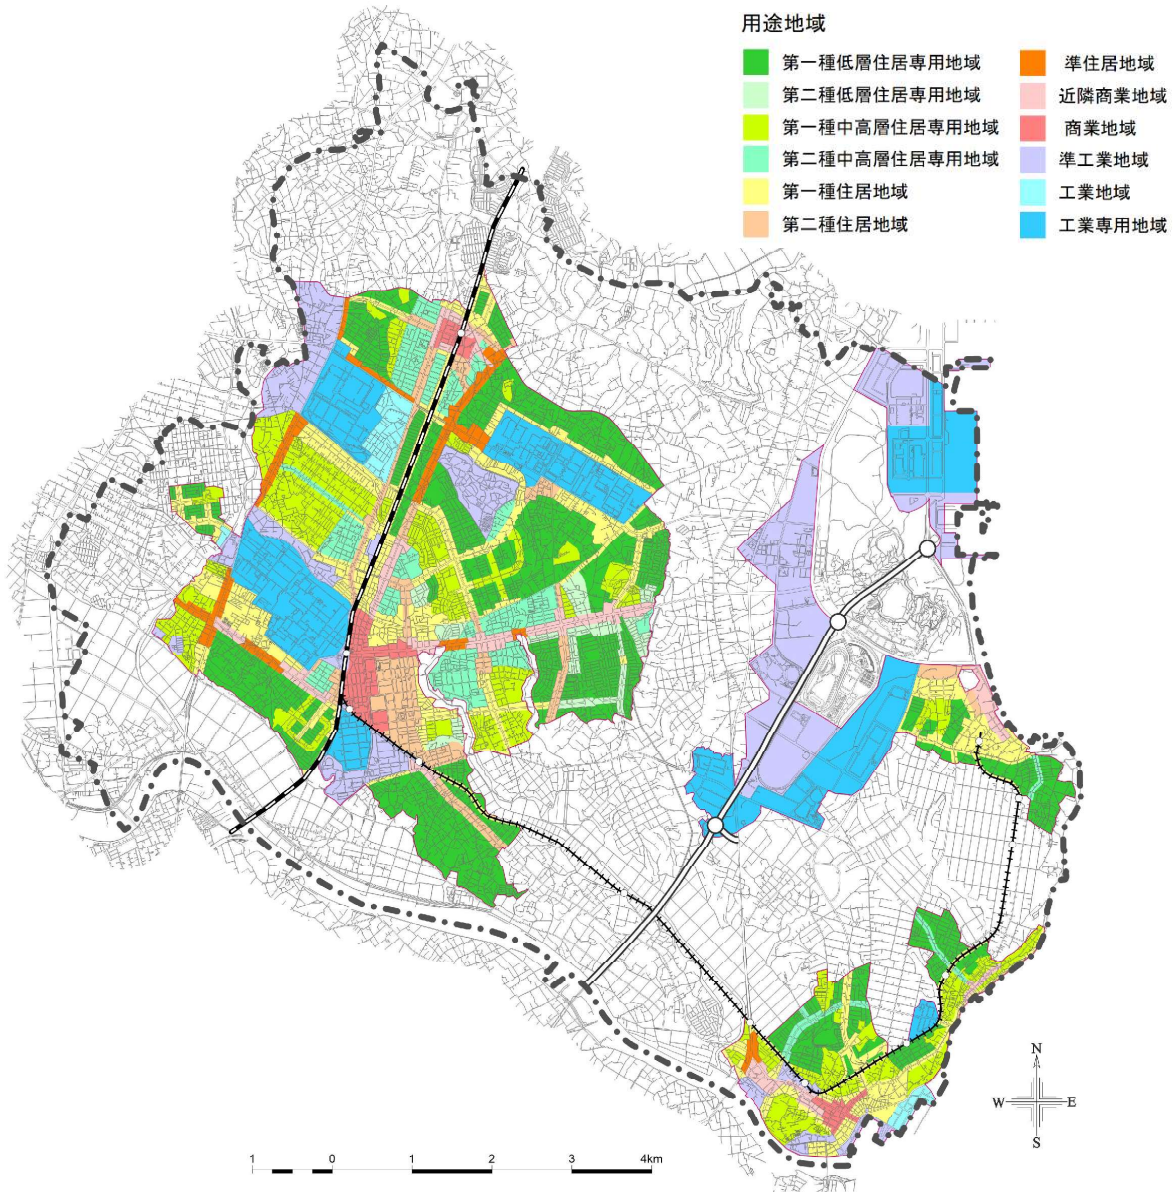 用途地域
第一種低層住居専用地域
第二種低層住居専用地域
第一種中高層住居専用地域
第二種中高層住居専用地域
第一種住居地域
第二種住居地域
準住居地域
近隣商業地域
商業地域
準工業地域
工業地域
工業専用地域
N
W E
S
1 0 1 2 3 4km